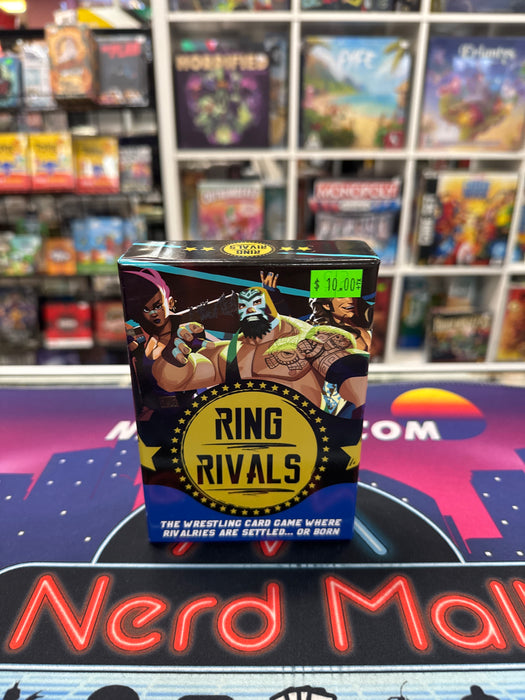 HORRIFIED
MONOPOLY
RING
RIVALS
$ 10.00
RING
RIVALS
THE WRESTLING CARD GAME WHERE
RIVALRIES ARE SETTLED... OR BORN
.COM
Nerd Mall